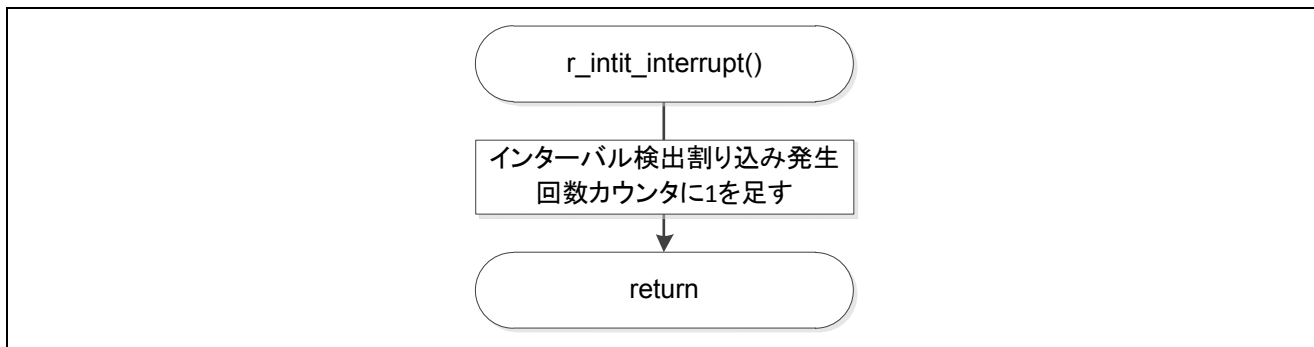 r_intit_interrupt()
インターバル検出割り込み発生
回数カウンタに1を足す
return